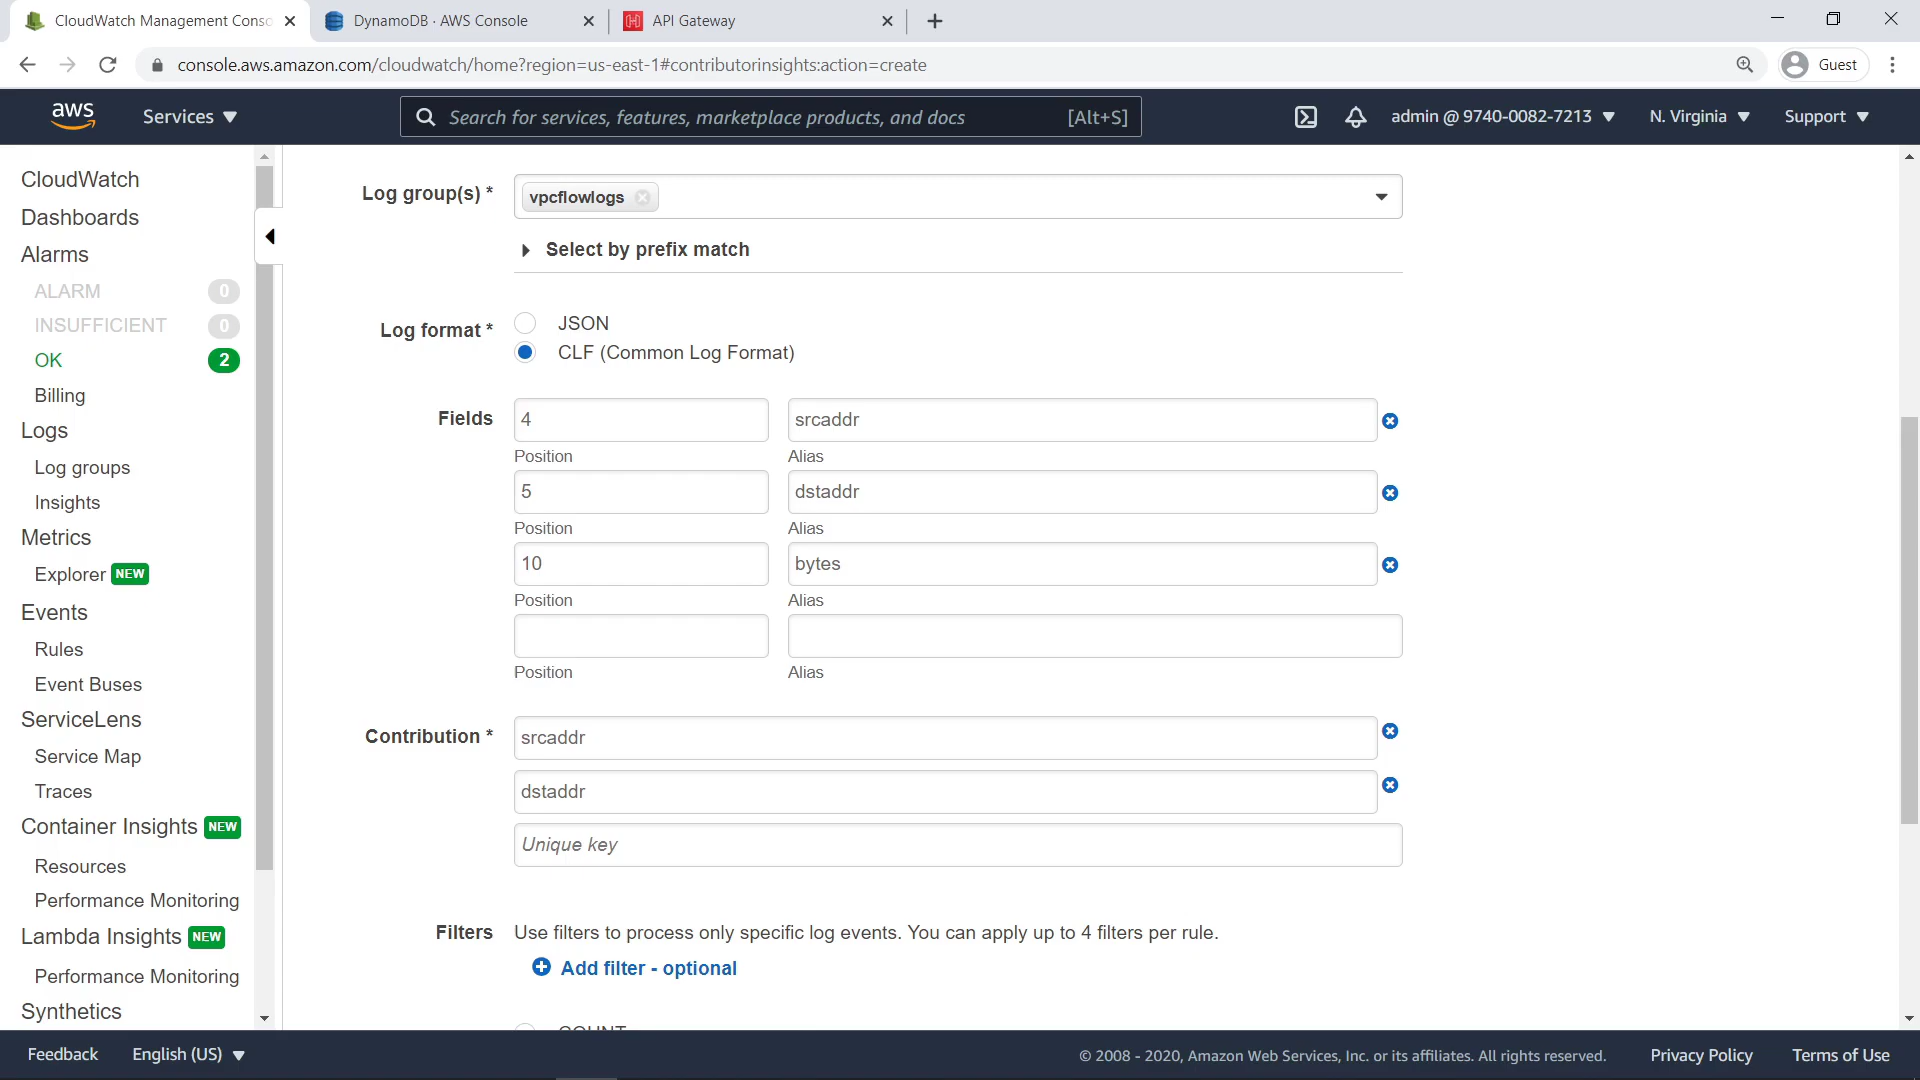 CloudWatch Management Conso
DynamoDB · AWS Console
API Gateway
console.aws.amazon.com/cloudwatch/home?region=us-east-1#contributorinsights:action=create
Guest
aws
Services
Search for services, features, marketplace products, and docs
[Alt+S]
admin @ 9740-0082-7213
N. Virginia
Support
CloudWatch
Dashboards
Alarms
ALARM 0
INSUFFICIENT 0
OK 2
Billing
Logs
Log groups
Insights
Metrics
Explorer NEW
Events
Rules
Event Buses
ServiceLens
Service Map
Traces
Container Insights NEW
Resources
Performance Monitoring
Lambda Insights NEW
Performance Monitoring
Synthetics
Log group(s) *
vpcflowlogs
Select by prefix match
Log format *
JSON
CLF (Common Log Format)
Fields
4 srcaddr
Position Alias
5 dstaddr
Position Alias
10 bytes
Position Alias
Position Alias
Contribution *
srcaddr
dstaddr
Unique key
Filters
Use filters to process only specific log events. You can apply up to 4 filters per rule.
Add filter - optional
COUNT
Feedback
English (US)
© 2008 - 2020, Amazon Web Services, Inc. or its affiliates. All rights reserved.
Privacy Policy
Terms of Use